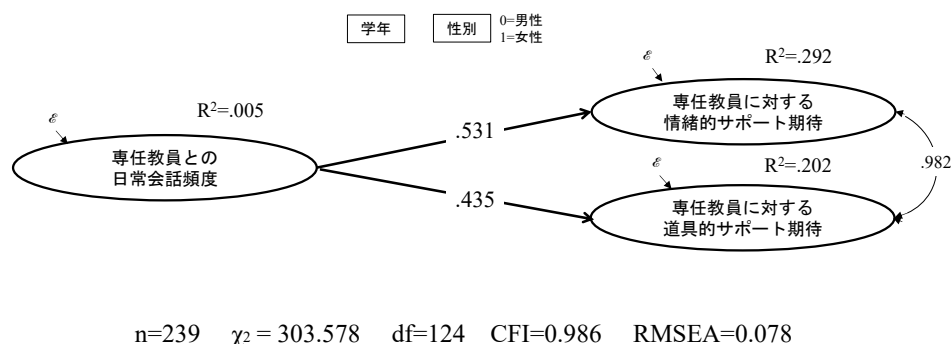 学年
性別
0=男性
1=女性
ℰ
R²=.292
専任教員に対する
情緒的サポート期待
ℰ
R²=.005
専任教員との
日常会話頻度
.531
.435
.982
ℰ
R²=.202
専任教員に対する
道具的サポート期待
n=239 χ₂ = 303.578 df=124 CFI=0.986 RMSEA=0.078